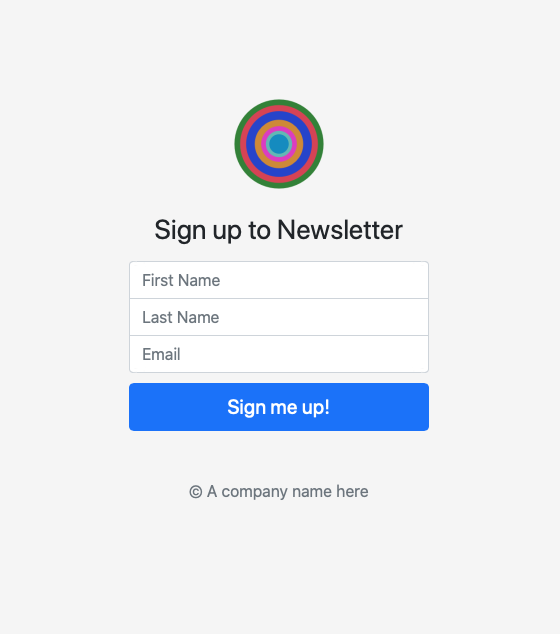 Sign up to Newsletter
First Name
Last Name
Email
Sign me up!
© A company name here